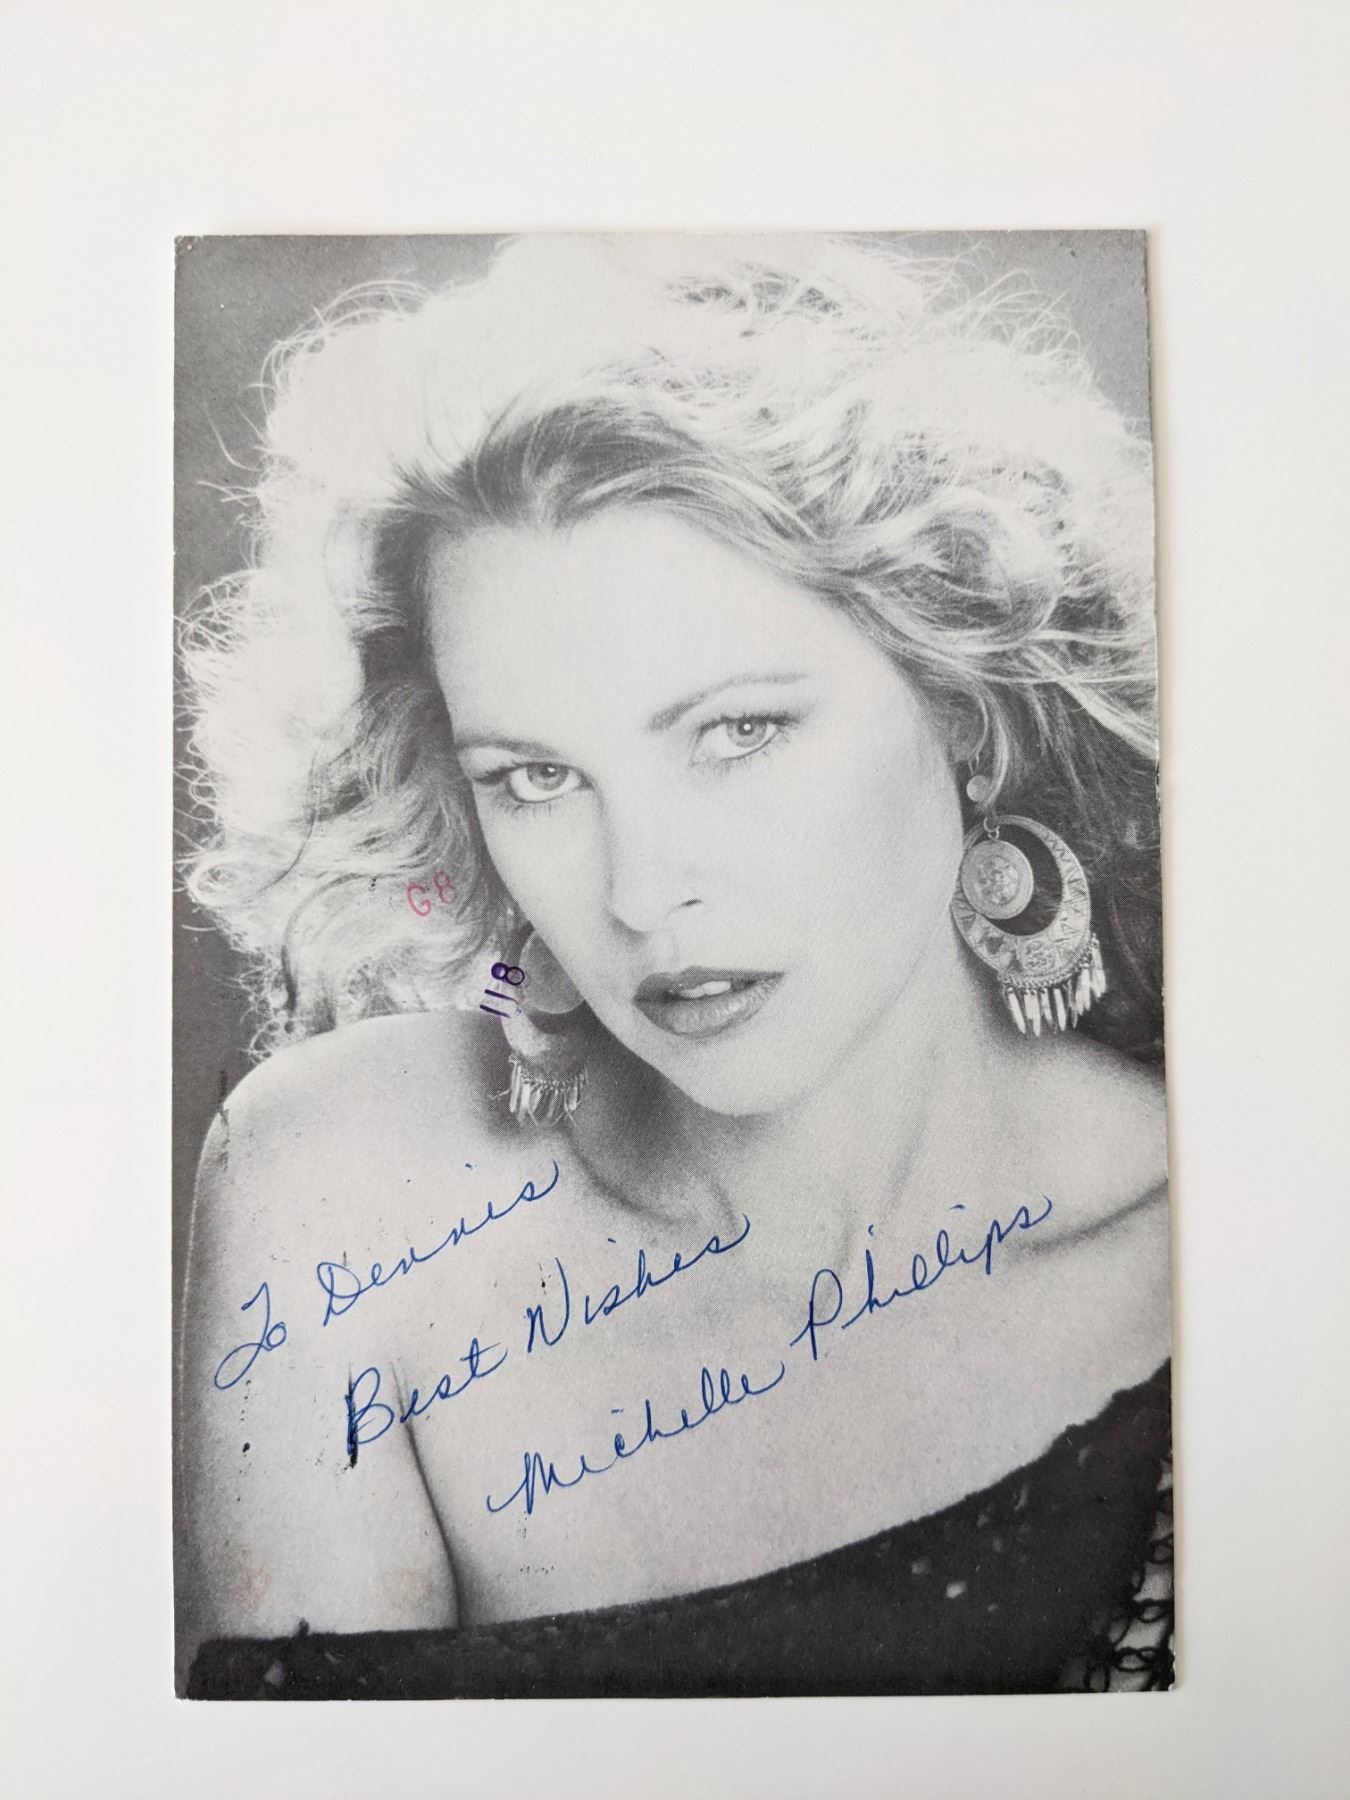 G8
118
To Dennis
Best Wishes
Michelle Phillips